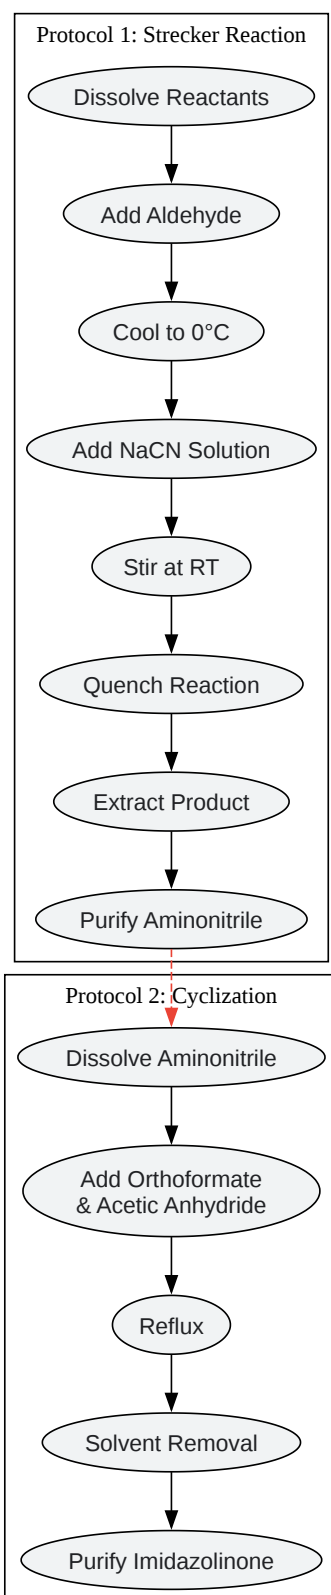 Protocol 1: Strecker Reaction
Dissolve Reactants
Add Aldehyde
Cool to 0°C
Add NaCN Solution
Stir at RT
Quench Reaction
Extract Product
Purify Aminonitrile
Protocol 2: Cyclization
Dissolve Aminonitrile
Add Orthoformate
& Acetic Anhydride
Reflux
Solvent Removal
Purify Imidazolinone